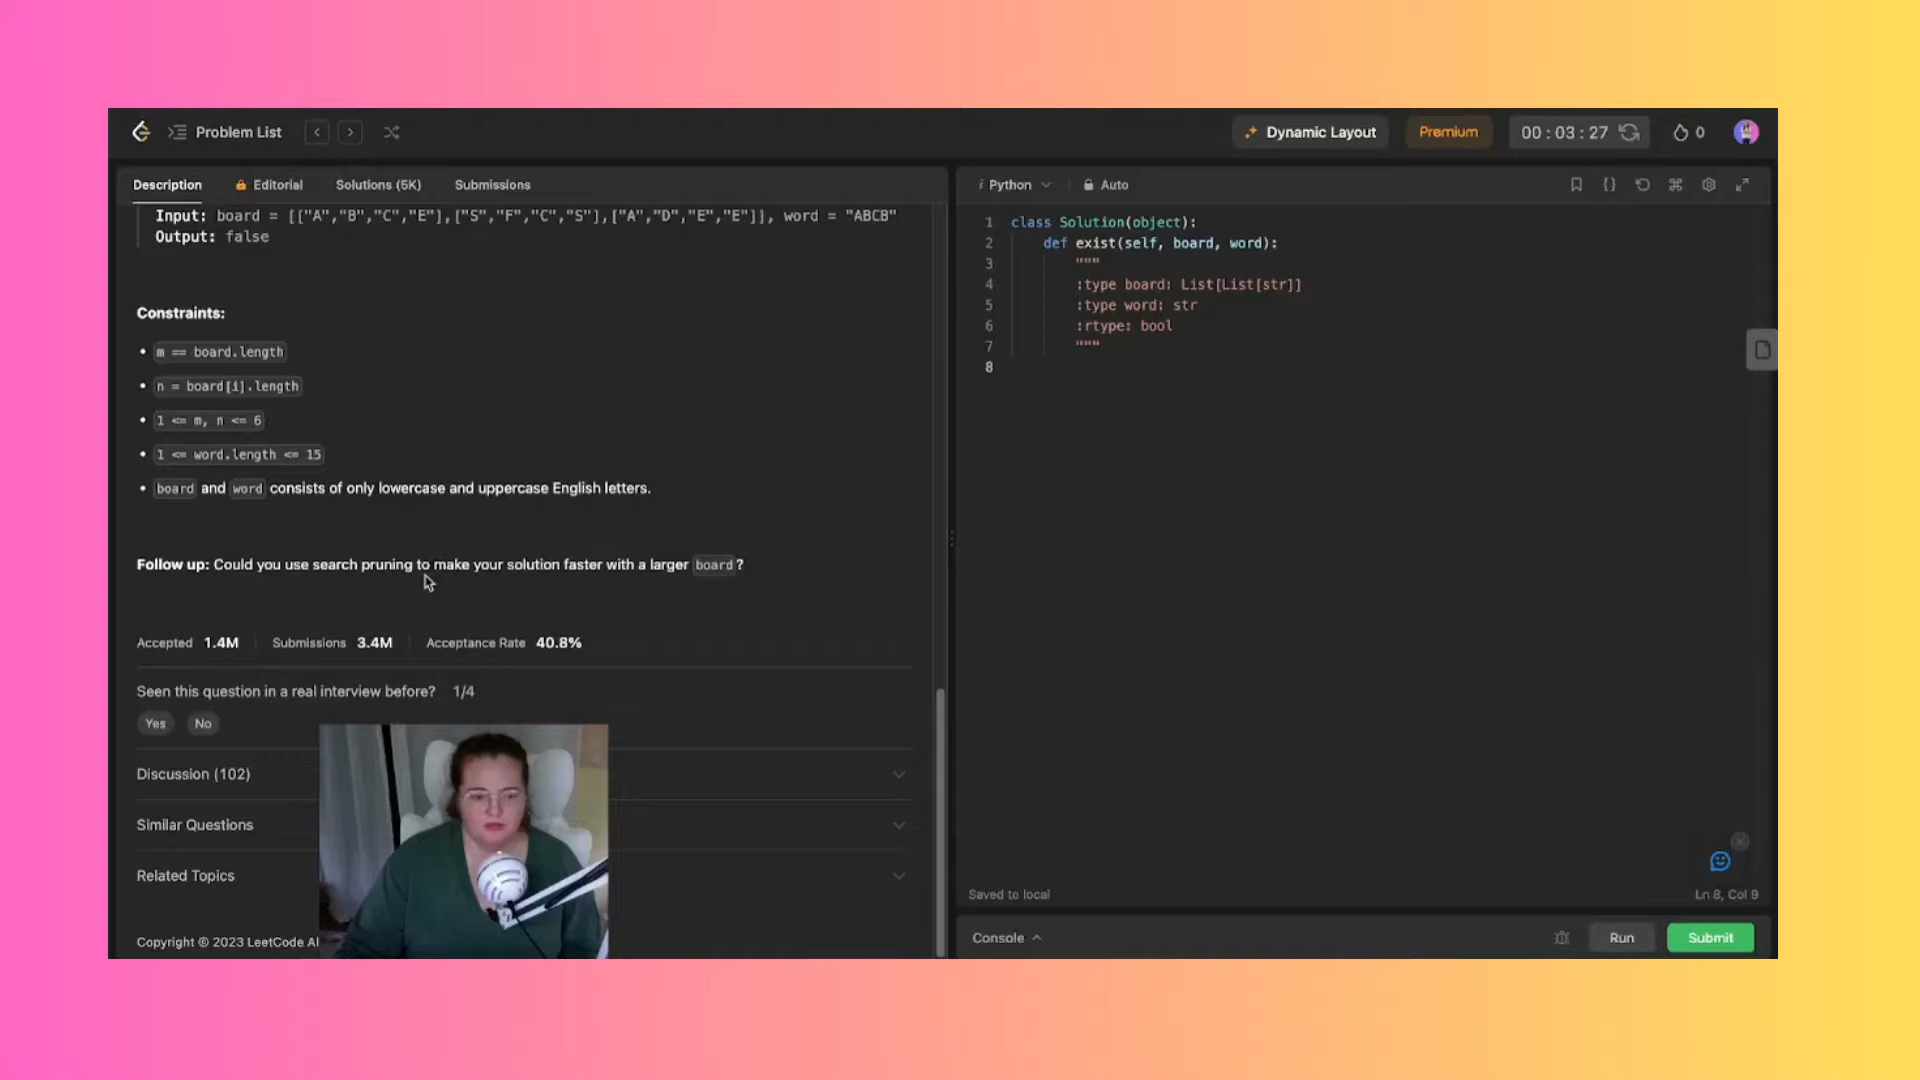 Problem List
Dynamic Layout
Premium
00 : 03 : 27
0
Description
Editorial
Solutions (5K)
Submissions
Input: board = [["A","B","C","E"],["S","F","C","S"],["A","D","E","E"]], word = "ABCB"
Output: false
Constraints:
• m == board.length
• n = board[i].length
• 1 <= m, n <= 6
• 1 <= word.length <= 15
• board and word consists of only lowercase and uppercase English letters.
Follow up: Could you use search pruning to make your solution faster with a larger board?
Accepted 1.4M Submissions 3.4M Acceptance Rate 40.8%
Seen this question in a real interview before? 1/4
Yes No
Discussion (102)
Similar Questions
Related Topics
Copyright © 2023 LeetCode Al
i Python
Auto
1 class Solution(object):
2 def exist(self, board, word):
3 """
4 :type board: List[List[str]]
5 :type word: str
6 :rtype: bool
7 """
8
Saved to local
Ln 8, Col 9
Console
Run
Submit